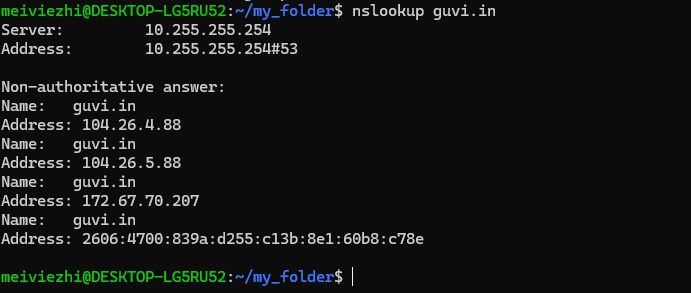 meiviezhi@DESKTOP-LG5RU52:~/my_folder$ nslookup guvi.in
Server:         10.255.255.254
Address:        10.255.255.254#53
Non-authoritative answer:
Name:   guvi.in
Address: 104.26.4.88
Name:   guvi.in
Address: 104.26.5.88
Name:   guvi.in
Address: 172.67.70.207
Name:   guvi.in
Address: 2606:4700:839a:d255:c13b:8e1:60b8:c78e
meiviezhi@DESKTOP-LG5RU52:~/my_folder$